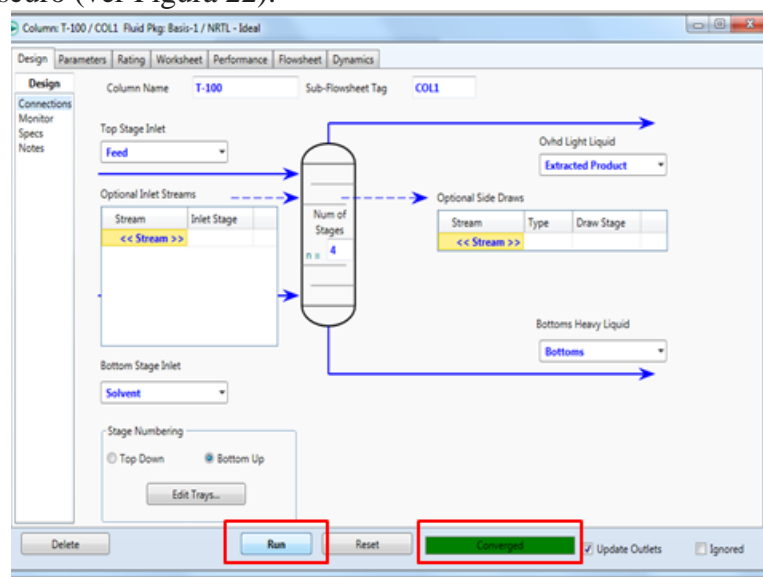 scuro (ver Figura 22).
Column: T-100 / COL1 Fluid Pkg: Basis-1 / NRTL - Ideal
Design Parameters Rating Worksheet Performance Flowsheet Dynamics
Design
Connections
Monitor
Specs
Notes
Column Name T-100 Sub-Flowsheet Tag COL1
Top Stage Inlet
Feed
Ovhd Light Liquid
Extracted Product
Optional Inlet Streams
Stream Inlet Stage
<< Stream >>
Num of
Stages
n = 4
Optional Side Draws
Stream Type Draw Stage
<< Stream >>
Bottoms Heavy Liquid
Bottoms
Bottom Stage Inlet
Solvent
Stage Numbering
Top Down Bottom Up
Edit Trays...
Delete Run Reset Converged Update Outlets Ignored